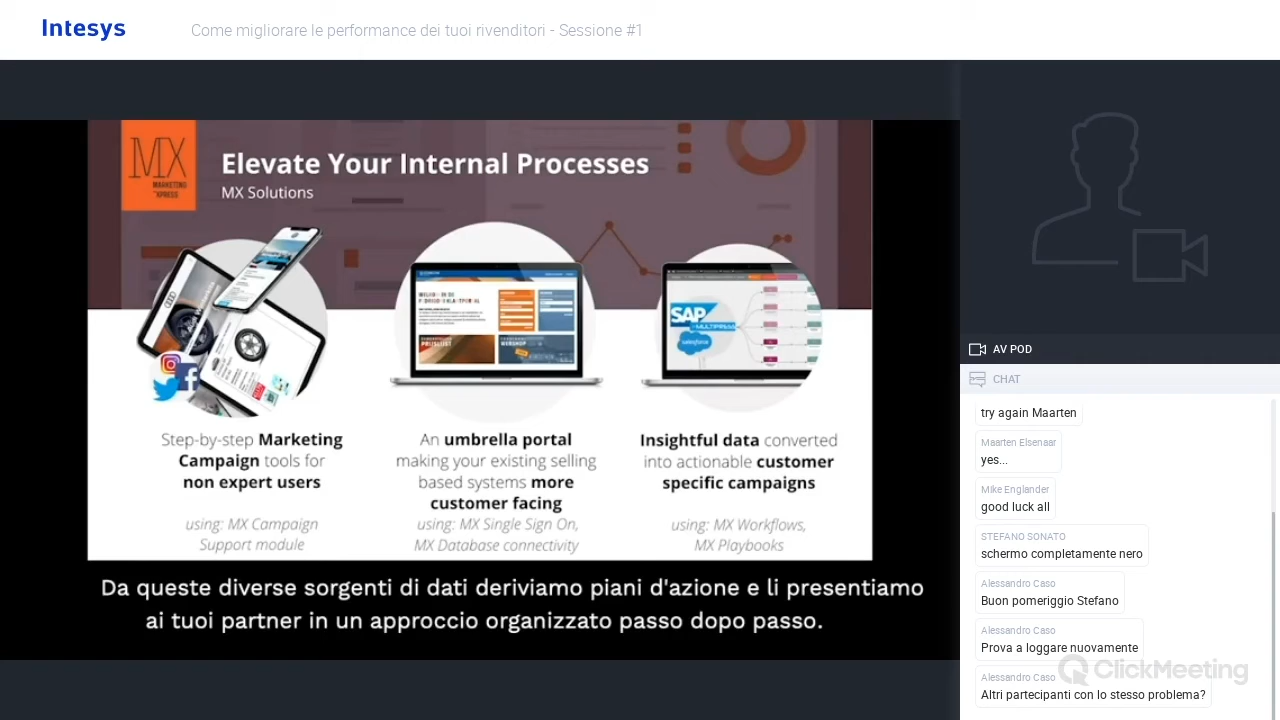 Intesys
Come migliorare le performance dei tuoi rivenditori - Sessione #1
MX
MARKETING
XPRESS
Elevate Your Internal Processes
MX Solutions
SAP
salesforce
Step-by-step Marketing
Campaign tools for
non expert users
using: MX Campaign
Support module
An umbrella portal
making your existing selling
based systems more
customer facing
using: MX Single Sign On,
MX Database connectivity
Insightful data converted
into actionable customer
specific campaigns
using: MX Workflows,
MX Playbooks
Da queste diverse sorgenti di dati deriviamo piani d'azione e li presentiamo
ai tuoi partner in un approccio organizzato passo dopo passo.
AV POD
CHAT
try again Maarten
Maarten Elsenaar
yes...
Mike Englander
good luck all
STEFANO SONATO
schermo completamente nero
Alessandro Caso
Buon pomeriggio Stefano
Alessandro Caso
Prova a loggare nuovamente
Alessandro Caso
Altri partecipanti con lo stesso problema?
ClickMeeting